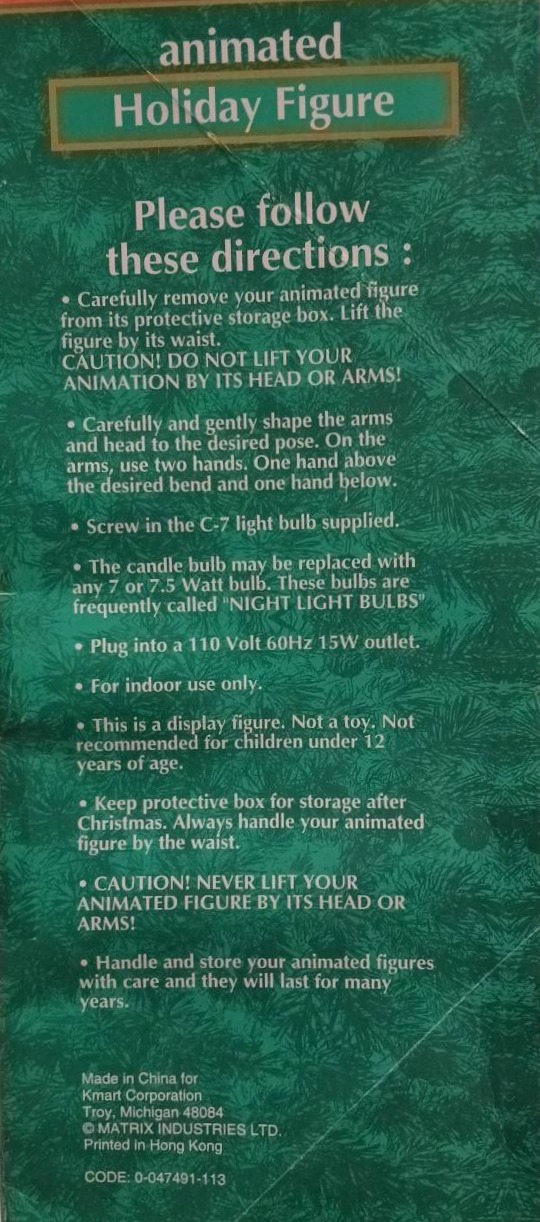 animated
Holiday Figure
Please follow
these directions :
• Carefully remove your animated figure
from its protective storage box. Lift the
figure by its waist.
CAUTION! DO NOT LIFT YOUR
ANIMATION BY ITS HEAD OR ARMS!
• Carefully and gently shape the arms
and head to the desired pose. On the
arms, use two hands. One hand above
the desired bend and one hand below.
• Screw in the C-7 light bulb supplied.
• The candle bulb may be replaced with
any 7 or 7.5 Watt bulb. These bulbs are
frequently called "NIGHT LIGHT BULBS"
• Plug into a 110 Volt 60Hz 15W outlet.
• For indoor use only.
• This is a display figure. Not a toy. Not
recommended for children under 12
years of age.
• Keep protective box for storage after
Christmas. Always handle your animated
figure by the waist.
• CAUTION! NEVER LIFT YOUR
ANIMATED FIGURE BY ITS HEAD OR
ARMS!
• Handle and store your animated figures
with care and they will last for many
years.
Made in China for
Kmart Corporation
Troy, Michigan 48084
© MATRIX INDUSTRIES LTD.
Printed in Hong Kong
CODE: 0-047491-113